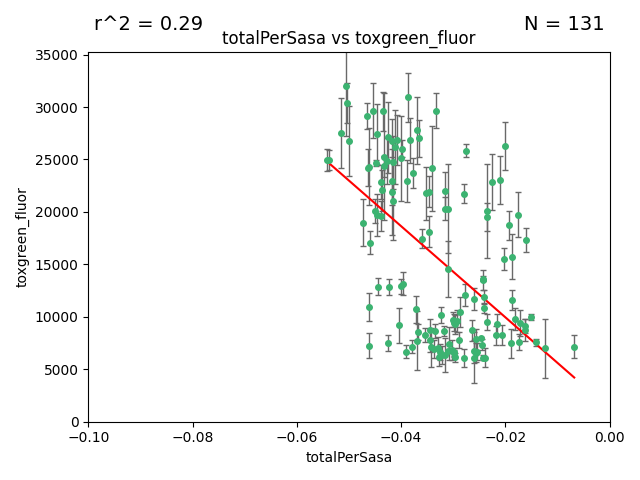 r^2 = 0.29
N = 131
totalPerSasa vs toxgreen_fluor
35000
30000
25000
20000
15000
10000
5000
0
toxgreen_fluor
−0.10
−0.08
−0.06
−0.04
−0.02
0.00
totalPerSasa